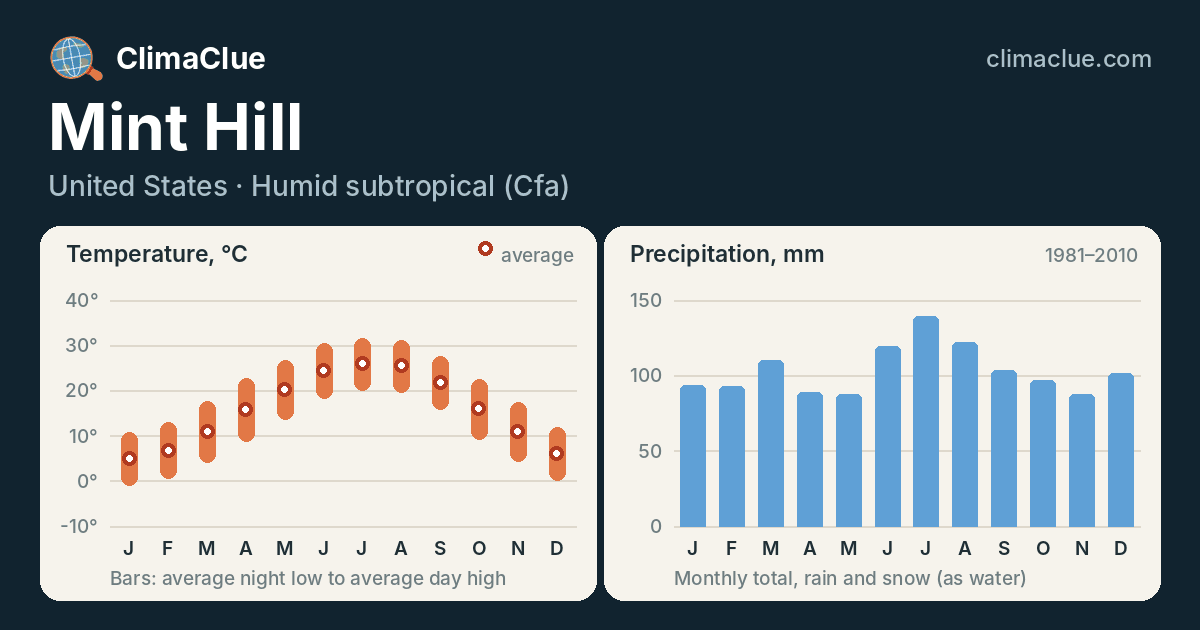 ClimaClue
climaclue.com
Mint Hill
United States · Humid subtropical (Cfa)
Temperature, °C
average
40°
30°
20°
10°
0°
-10°
J F M A M J J A S O N D
Bars: average night low to average day high
Precipitation, mm
1981–2010
150
100
50
0
J F M A M J J A S O N D
Monthly total, rain and snow (as water)